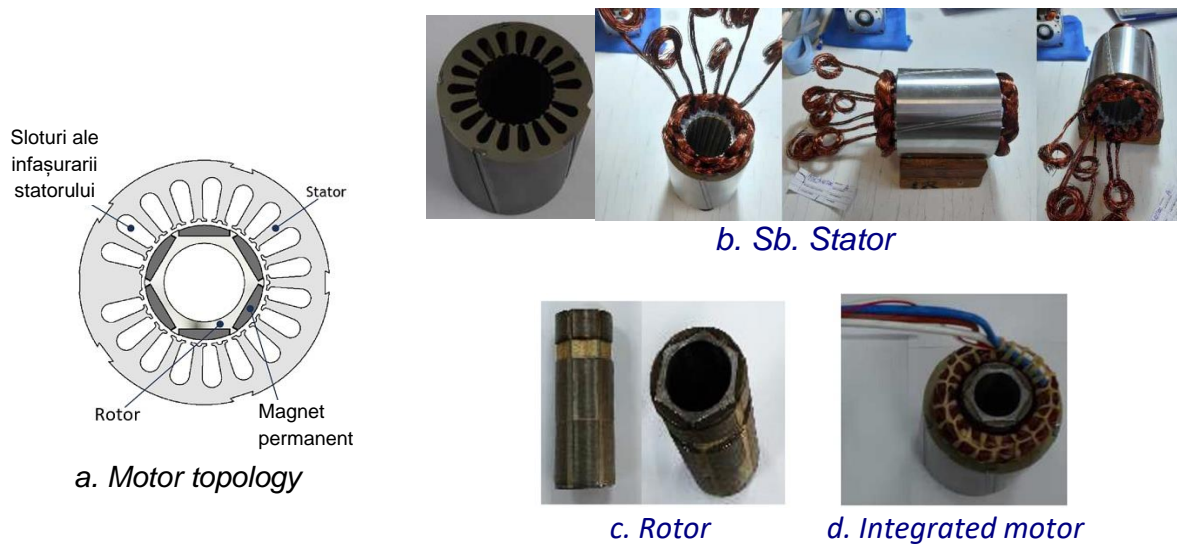 Sloturi ale
infașurarii
statorului
Stator
Rotor
Magnet
permanent
a. Motor topology
b. Sb. Stator
c. Rotor
d. Integrated motor